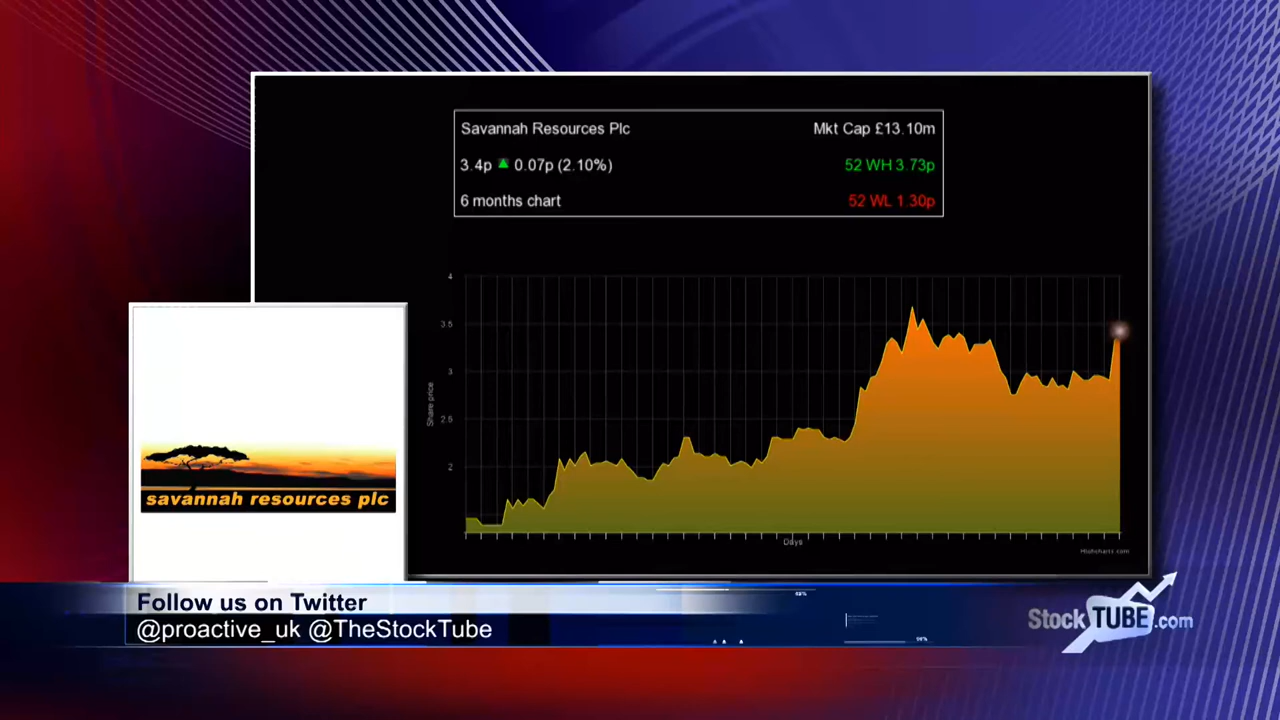 Savannah Resources Plc
Mkt Cap £13.10m
3.4p 0.07p (2.10%)
52 WH 3.73p
6 months chart
52 WL 1.30p
4
3.5
3
2.5
2
Share price
Days
Highcharts.com
savannah resources plc
Follow us on Twitter
@proactive_uk @TheStockTube
StockTUBE.com